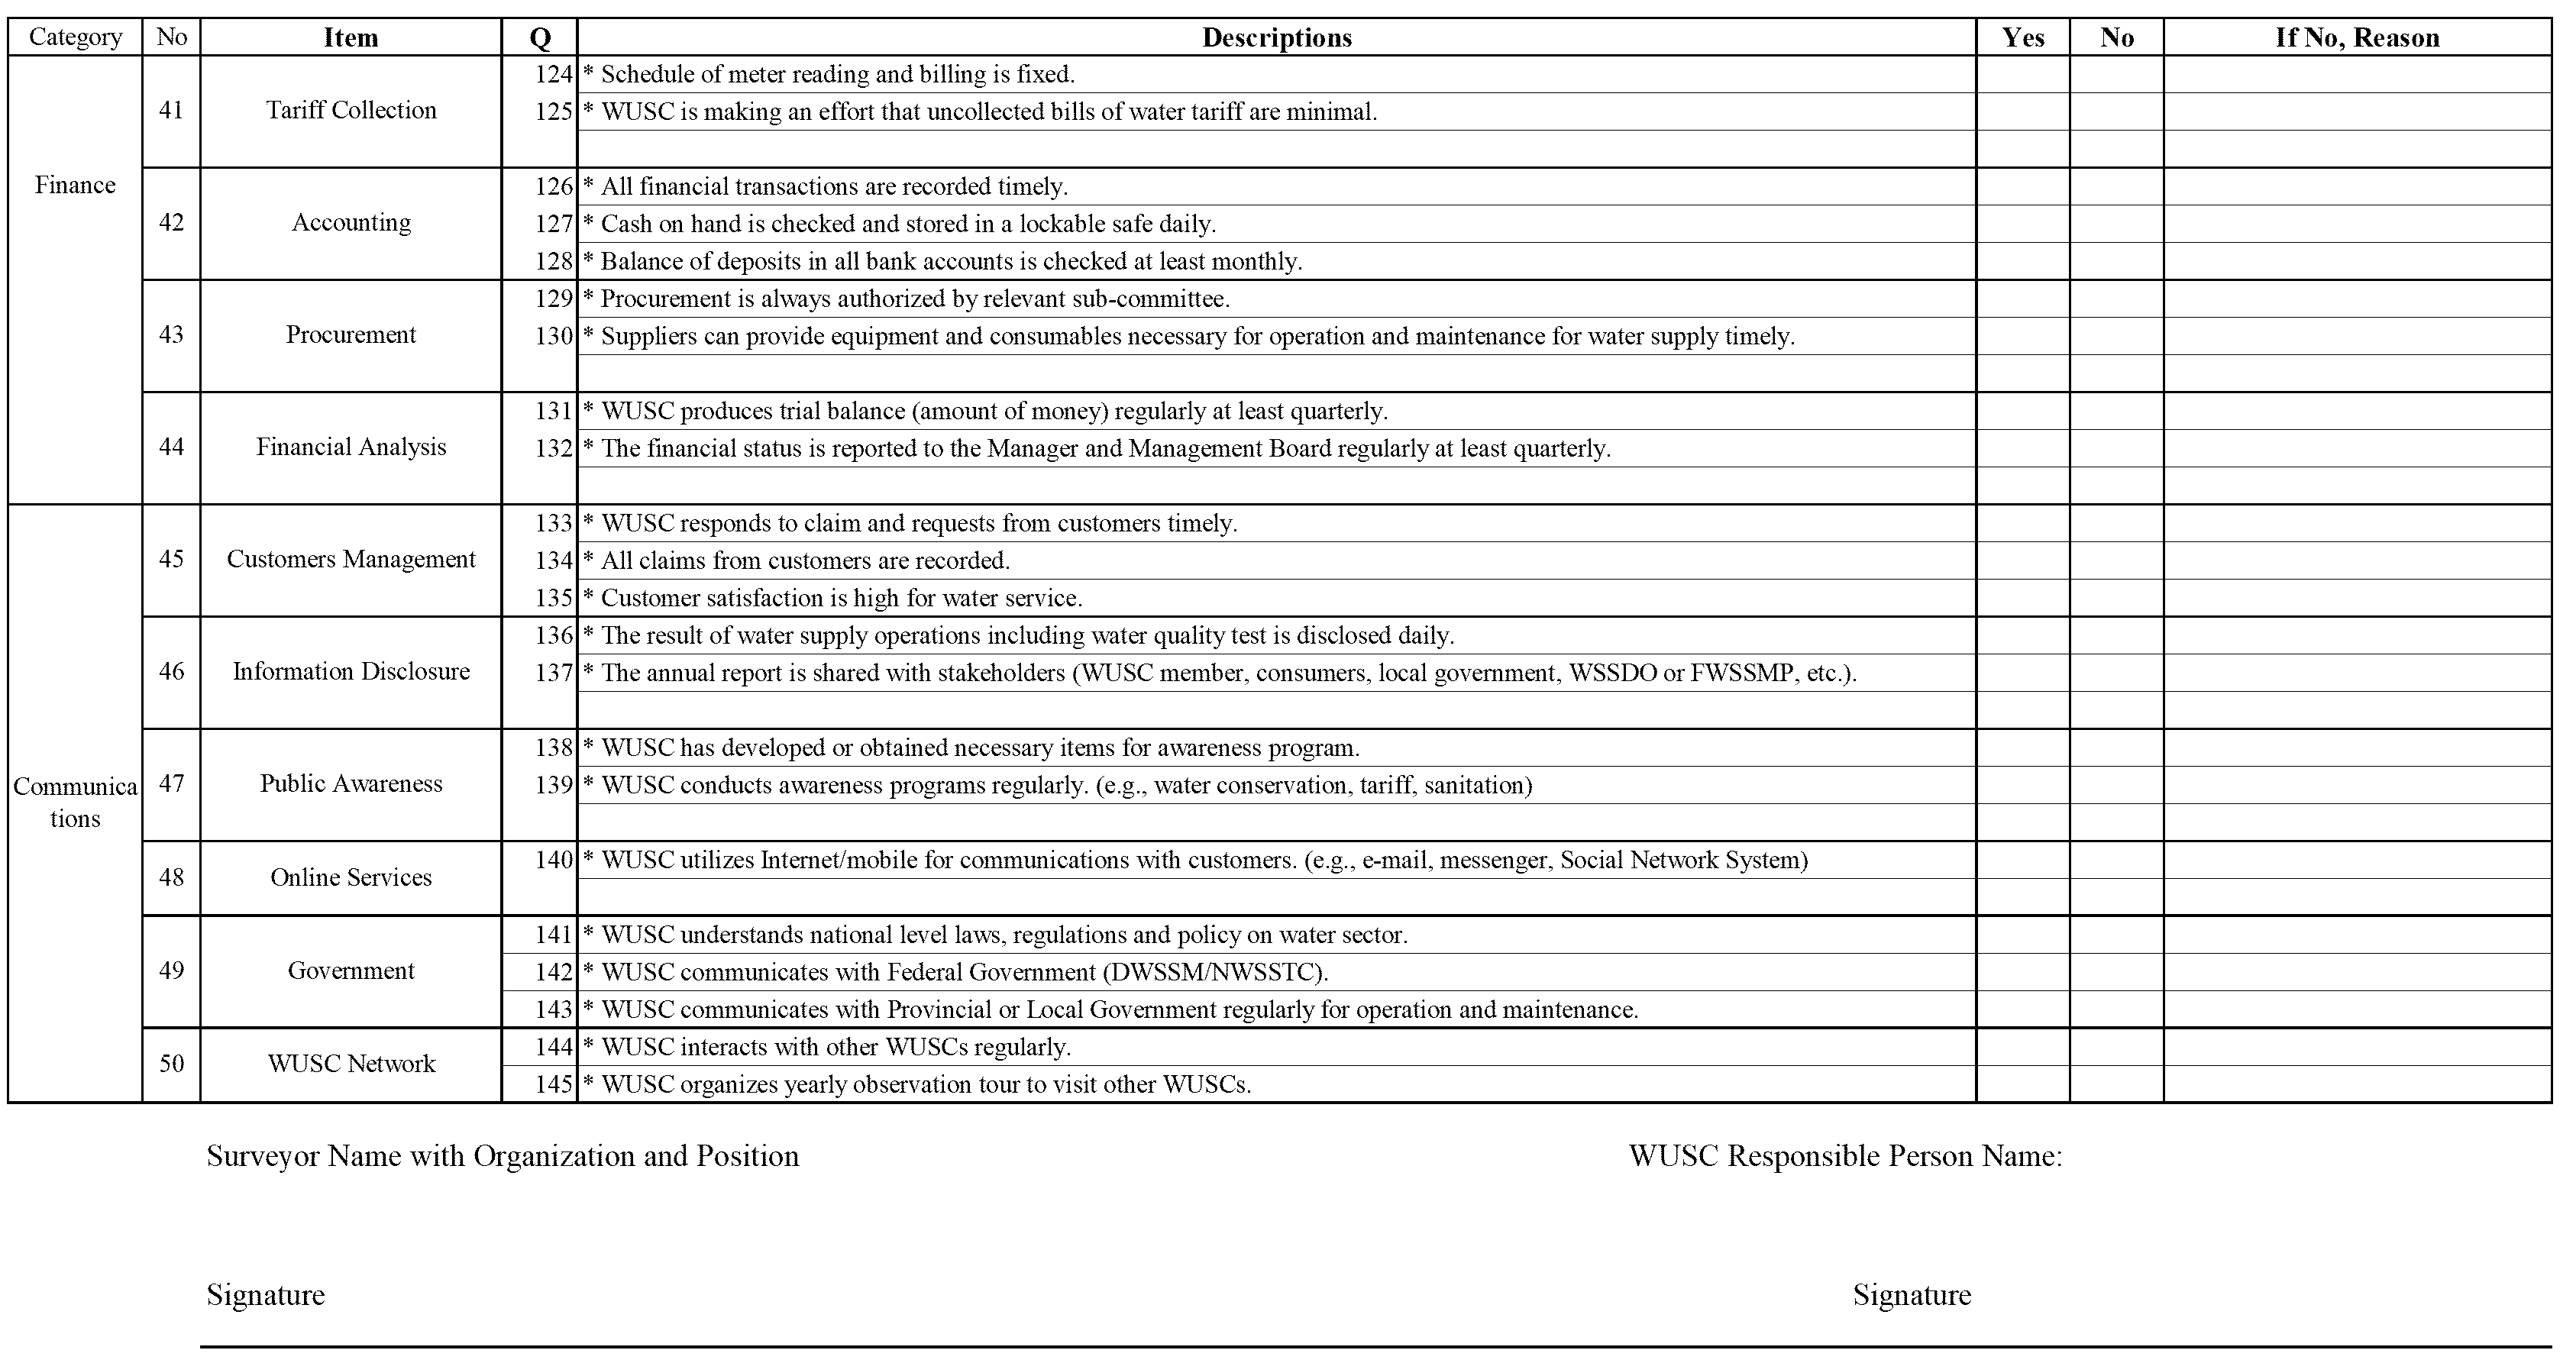 Category No Item Q Descriptions Yes No If No, Reason
124 * Schedule of meter reading and billing is fixed.
41 Tariff Collection 125 * WUSC is making an effort that uncollected bills of water tariff are minimal.
Finance 126 * All financial transactions are recorded timely.
42 Accounting 127 * Cash on hand is checked and stored in a lockable safe daily.
128 * Balance of deposits in all bank accounts is checked at least monthly.
129 * Procurement is always authorized by relevant sub-committee.
43 Procurement 130 * Suppliers can provide equipment and consumables necessary for operation and maintenance for water supply timely.
131 * WUSC produces trial balance (amount of money) regularly at least quarterly.
44 Financial Analysis 132 * The financial status is reported to the Manager and Management Board regularly at least quarterly.
133 * WUSC responds to claim and requests from customers timely.
45 Customers Management 134 * All claims from customers are recorded.
135 * Customer satisfaction is high for water service.
136 * The result of water supply operations including water quality test is disclosed daily.
46 Information Disclosure 137 * The annual report is shared with stakeholders (WUSC member, consumers, local government, WSSDO or FWSSMP, etc.).
138 * WUSC has developed or obtained necessary items for awareness program.
Communica 47 Public Awareness 139 * WUSC conducts awareness programs regularly. (e.g., water conservation, tariff, sanitation)
tions
140 * WUSC utilizes Internet/mobile for communications with customers. (e.g., e-mail, messenger, Social Network System)
48 Online Services
141 * WUSC understands national level laws, regulations and policy on water sector.
49 Government 142 * WUSC communicates with Federal Government (DWSSM/NWSSTC).
143 * WUSC communicates with Provincial or Local Government regularly for operation and maintenance.
144 * WUSC interacts with other WUSCs regularly.
50 WUSC Network
145 * WUSC organizes yearly observation tour to visit other WUSCs.
Surveyor Name with Organization and Position WUSC Responsible Person Name:
Signature Signature